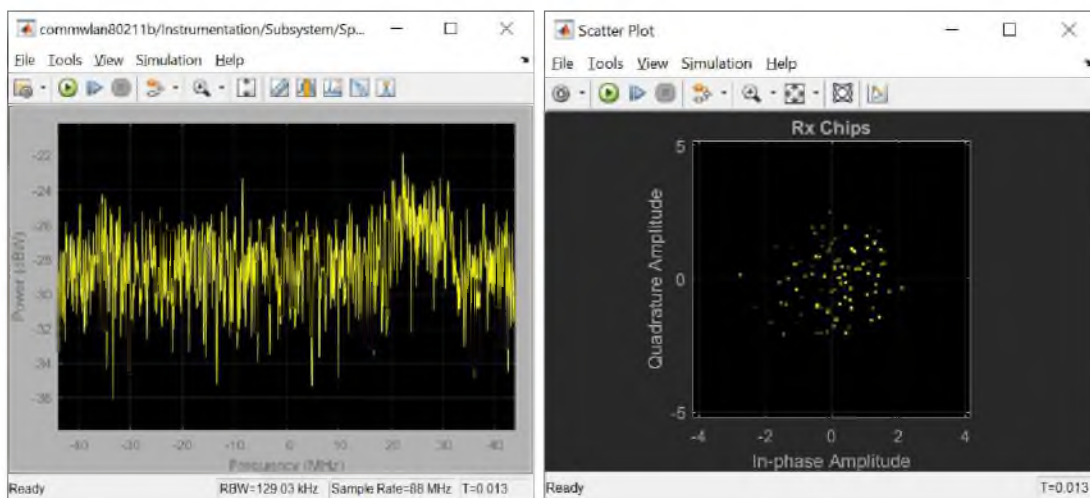 commwlan80211b/Instrumentation/Subsystem/Sp...
File Tools View Simulation Help
-22
-24
-26
-28
-30
-32
-34
-36
Power (dBW)
-40 -30 -20 -10 0 10 20 30 40
Frequency (MHz)
Ready RBW=129.03 kHz Sample Rate=88 MHz T=0.013
Scatter Plot
File Tools View Simulation Help
Rx Chips
5
0
-5
Quadrature Amplitude
-4 -2 0 2 4
In-phase Amplitude
Ready T=0.013